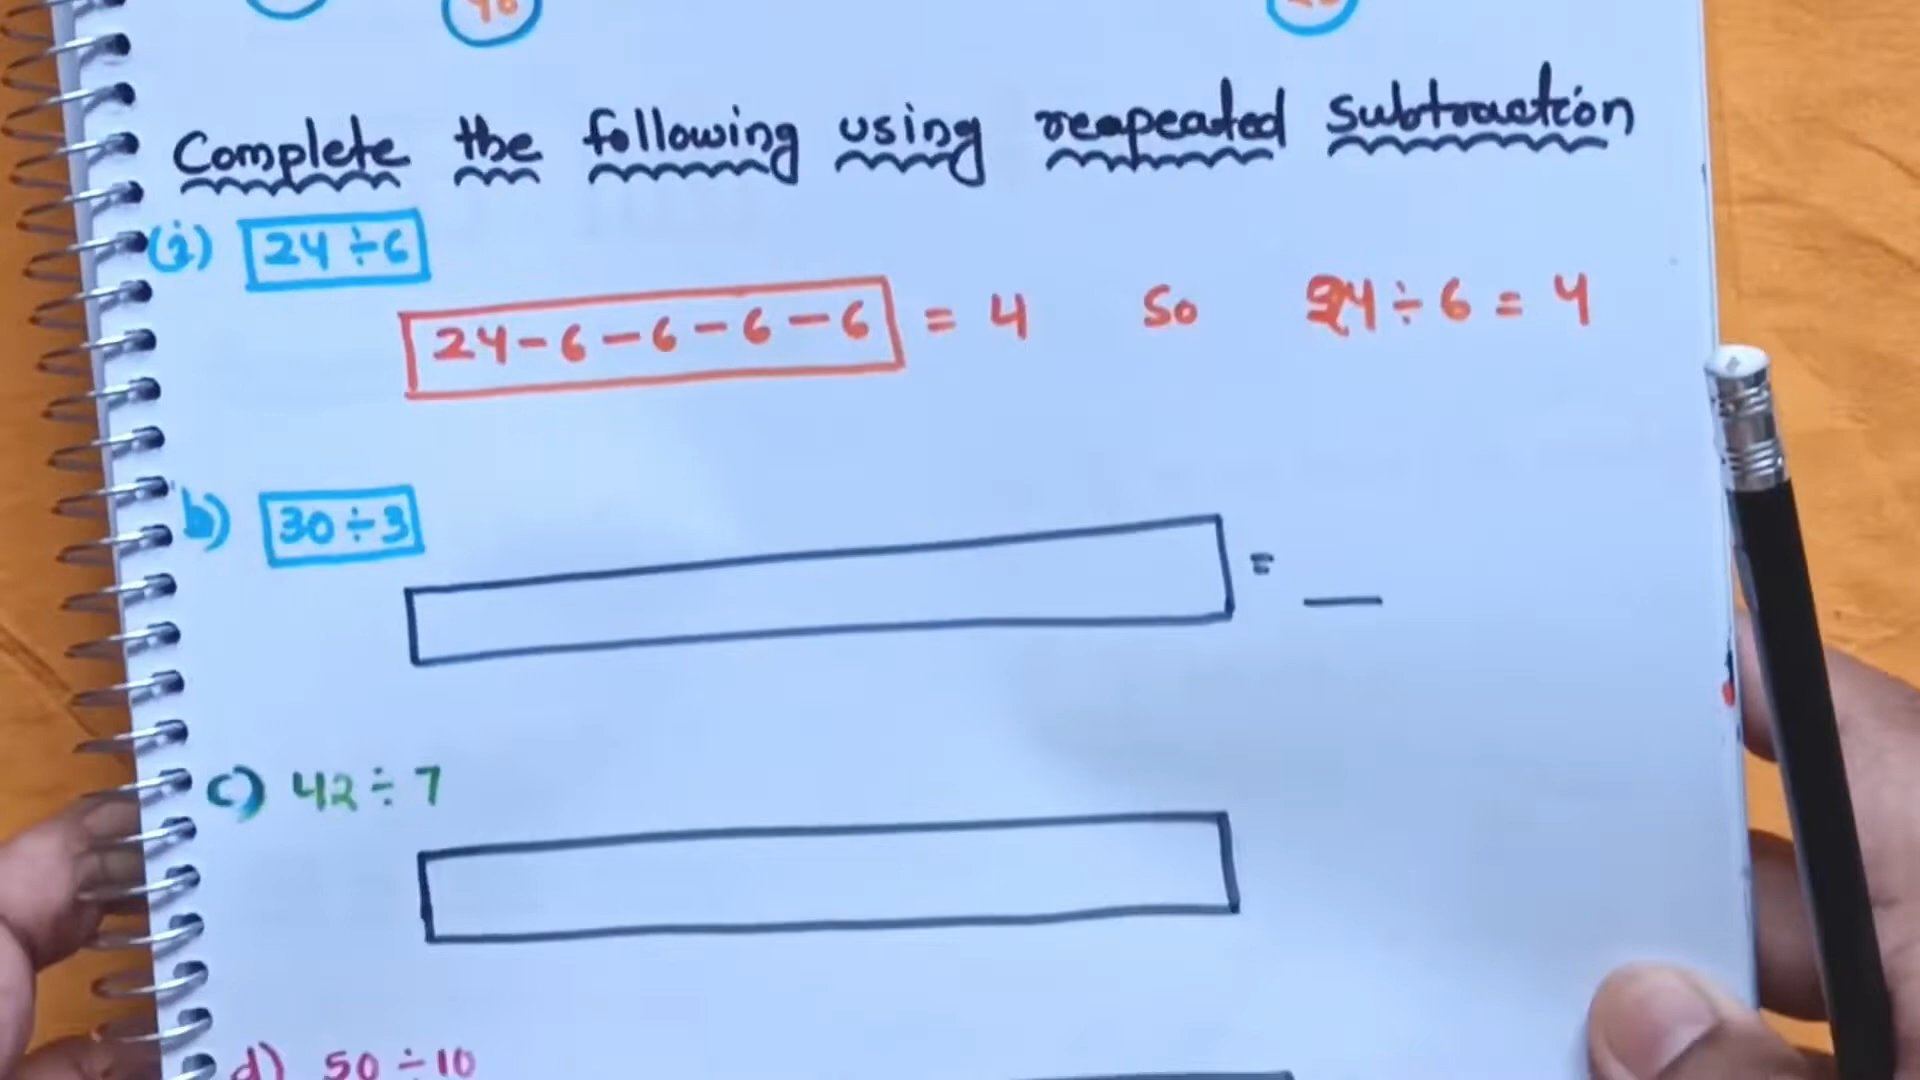 Complete the following using reapeated subtraction
(i) 24 ÷ 6
24 - 6 - 6 - 6 - 6 = 4 So 24 ÷ 6 = 4
b) 30 ÷ 3
= __
c) 42 ÷ 7
d) 50 ÷ 10